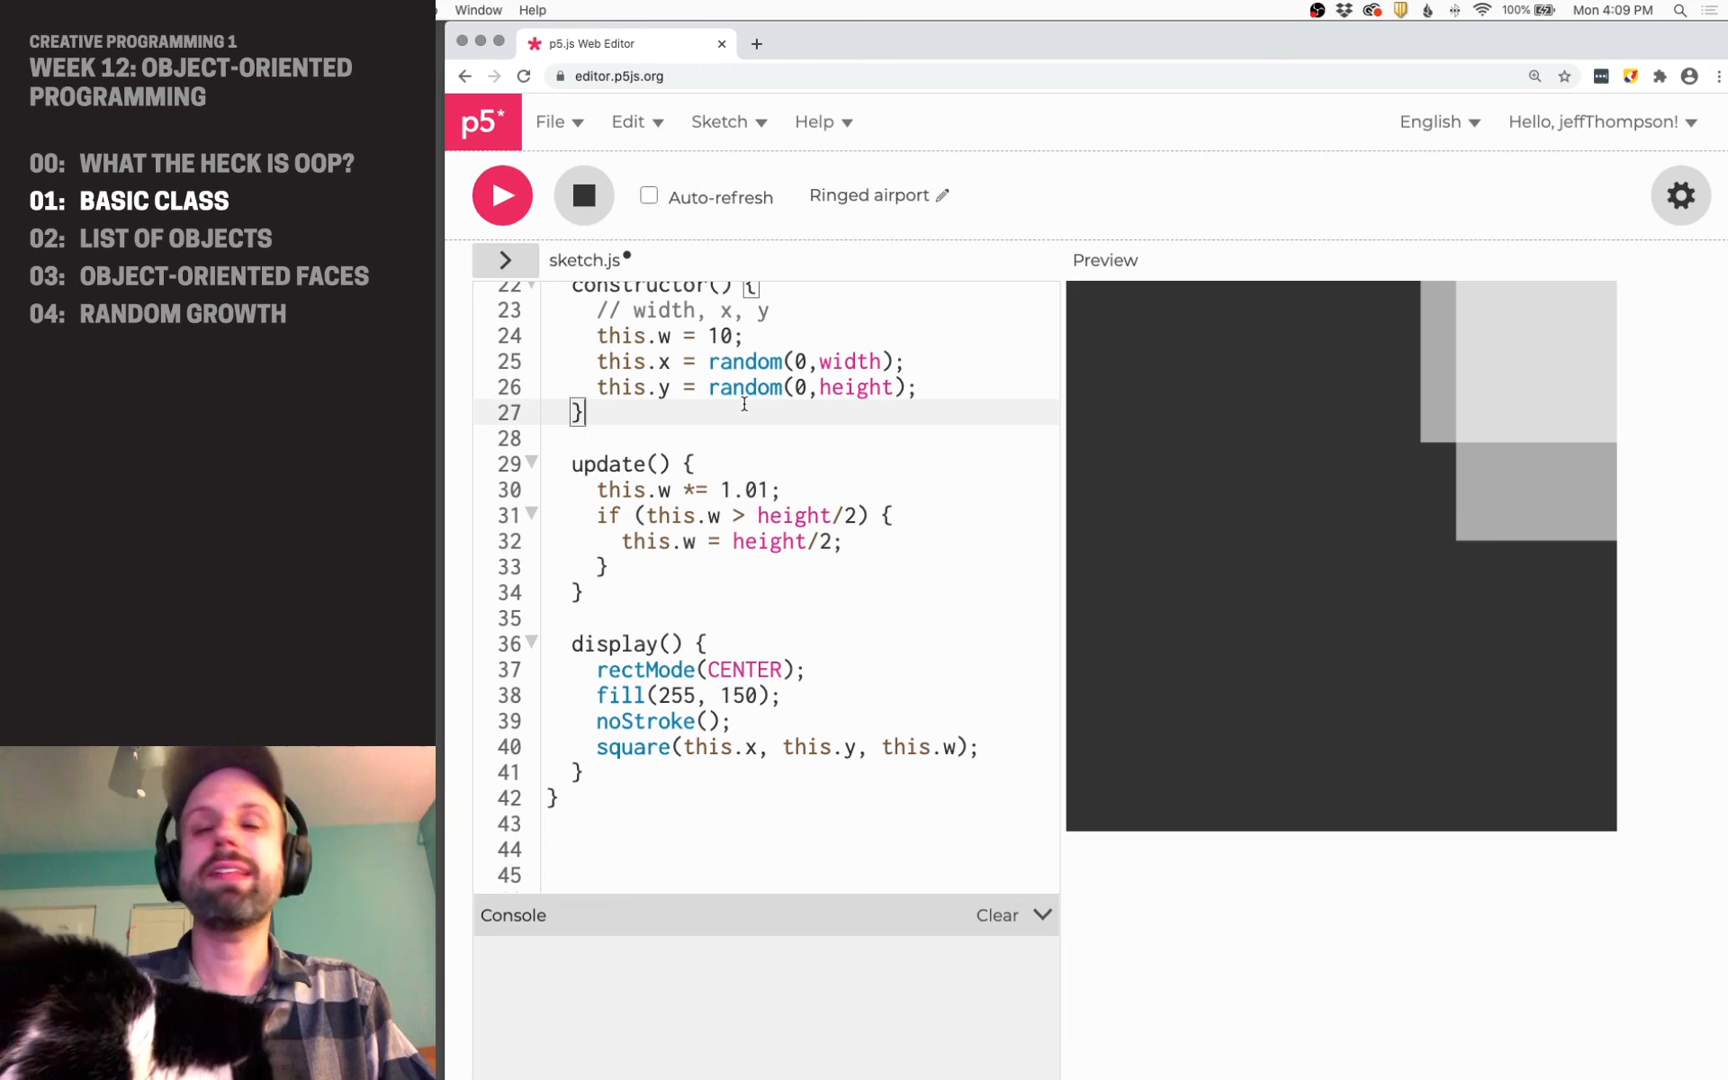 Window Help
100% Mon 4:09 PM
CREATIVE PROGRAMMING 1
WEEK 12: OBJECT-ORIENTED
PROGRAMMING
00: WHAT THE HECK IS OOP?
01: BASIC CLASS
02: LIST OF OBJECTS
03: OBJECT-ORIENTED FACES
04: RANDOM GROWTH
p5.js Web Editor
editor.p5js.org
p5* File Edit Sketch Help English Hello, jeffThompson!
Auto-refresh Ringed airport
sketch.js Preview
22 constructor() {
23 // width, x, y
24 this.w = 10;
25 this.x = random(0,width);
26 this.y = random(0,height);
27 }
28
29 update() {
30 this.w *= 1.01;
31 if (this.w > height/2) {
32 this.w = height/2;
33 }
34 }
35
36 display() {
37 rectMode(CENTER);
38 fill(255, 150);
39 noStroke();
40 square(this.x, this.y, this.w);
41 }
42 }
43
44
45
Console Clear